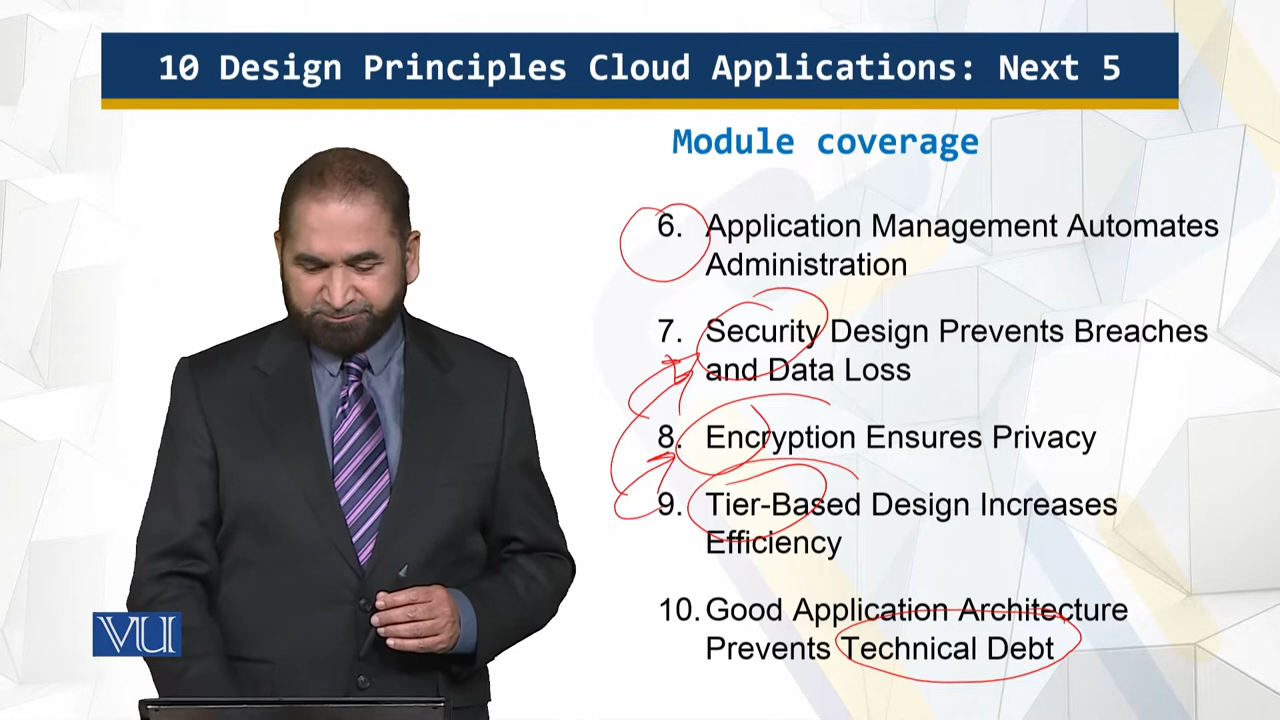 10 Design Principles Cloud Applications: Next 5
Module coverage
6. Application Management Automates
Administration
7. Security Design Prevents Breaches
and Data Loss
8. Encryption Ensures Privacy
9. Tier-Based Design Increases
Efficiency
10. Good Application Architecture
Prevents Technical Debt
VU